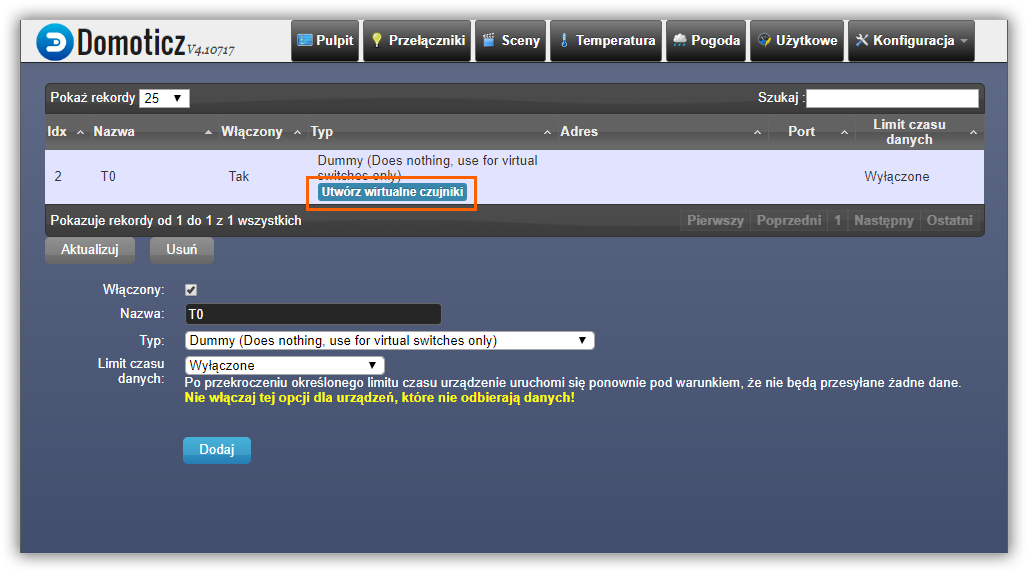 Domoticz V4.10717
Pulpit Przełączniki Sceny Temperatura Pogoda Użytkowe Konfiguracja
Pokaż rekordy 25 Szukaj :
Idx Nazwa Włączony Typ Adres Port Limit czasu danych
2 T0 Tak Dummy (Does nothing, use for virtual switches only) Wyłączone
Utwórz wirtualne czujniki
Pokazuje rekordy od 1 do 1 z 1 wszystkich Pierwszy Poprzedni 1 Następny Ostatni
Aktualizuj Usuń
Włączony:
Nazwa: T0
Typ: Dummy (Does nothing, use for virtual switches only)
Limit czasu danych: Wyłączone
Po przekroczeniu określonego limitu czasu urządzenie uruchomi się ponownie pod warunkiem, że nie będą przesyłane żadne dane.
Nie włączaj tej opcji dla urządzeń, które nie odbierają danych!
Dodaj